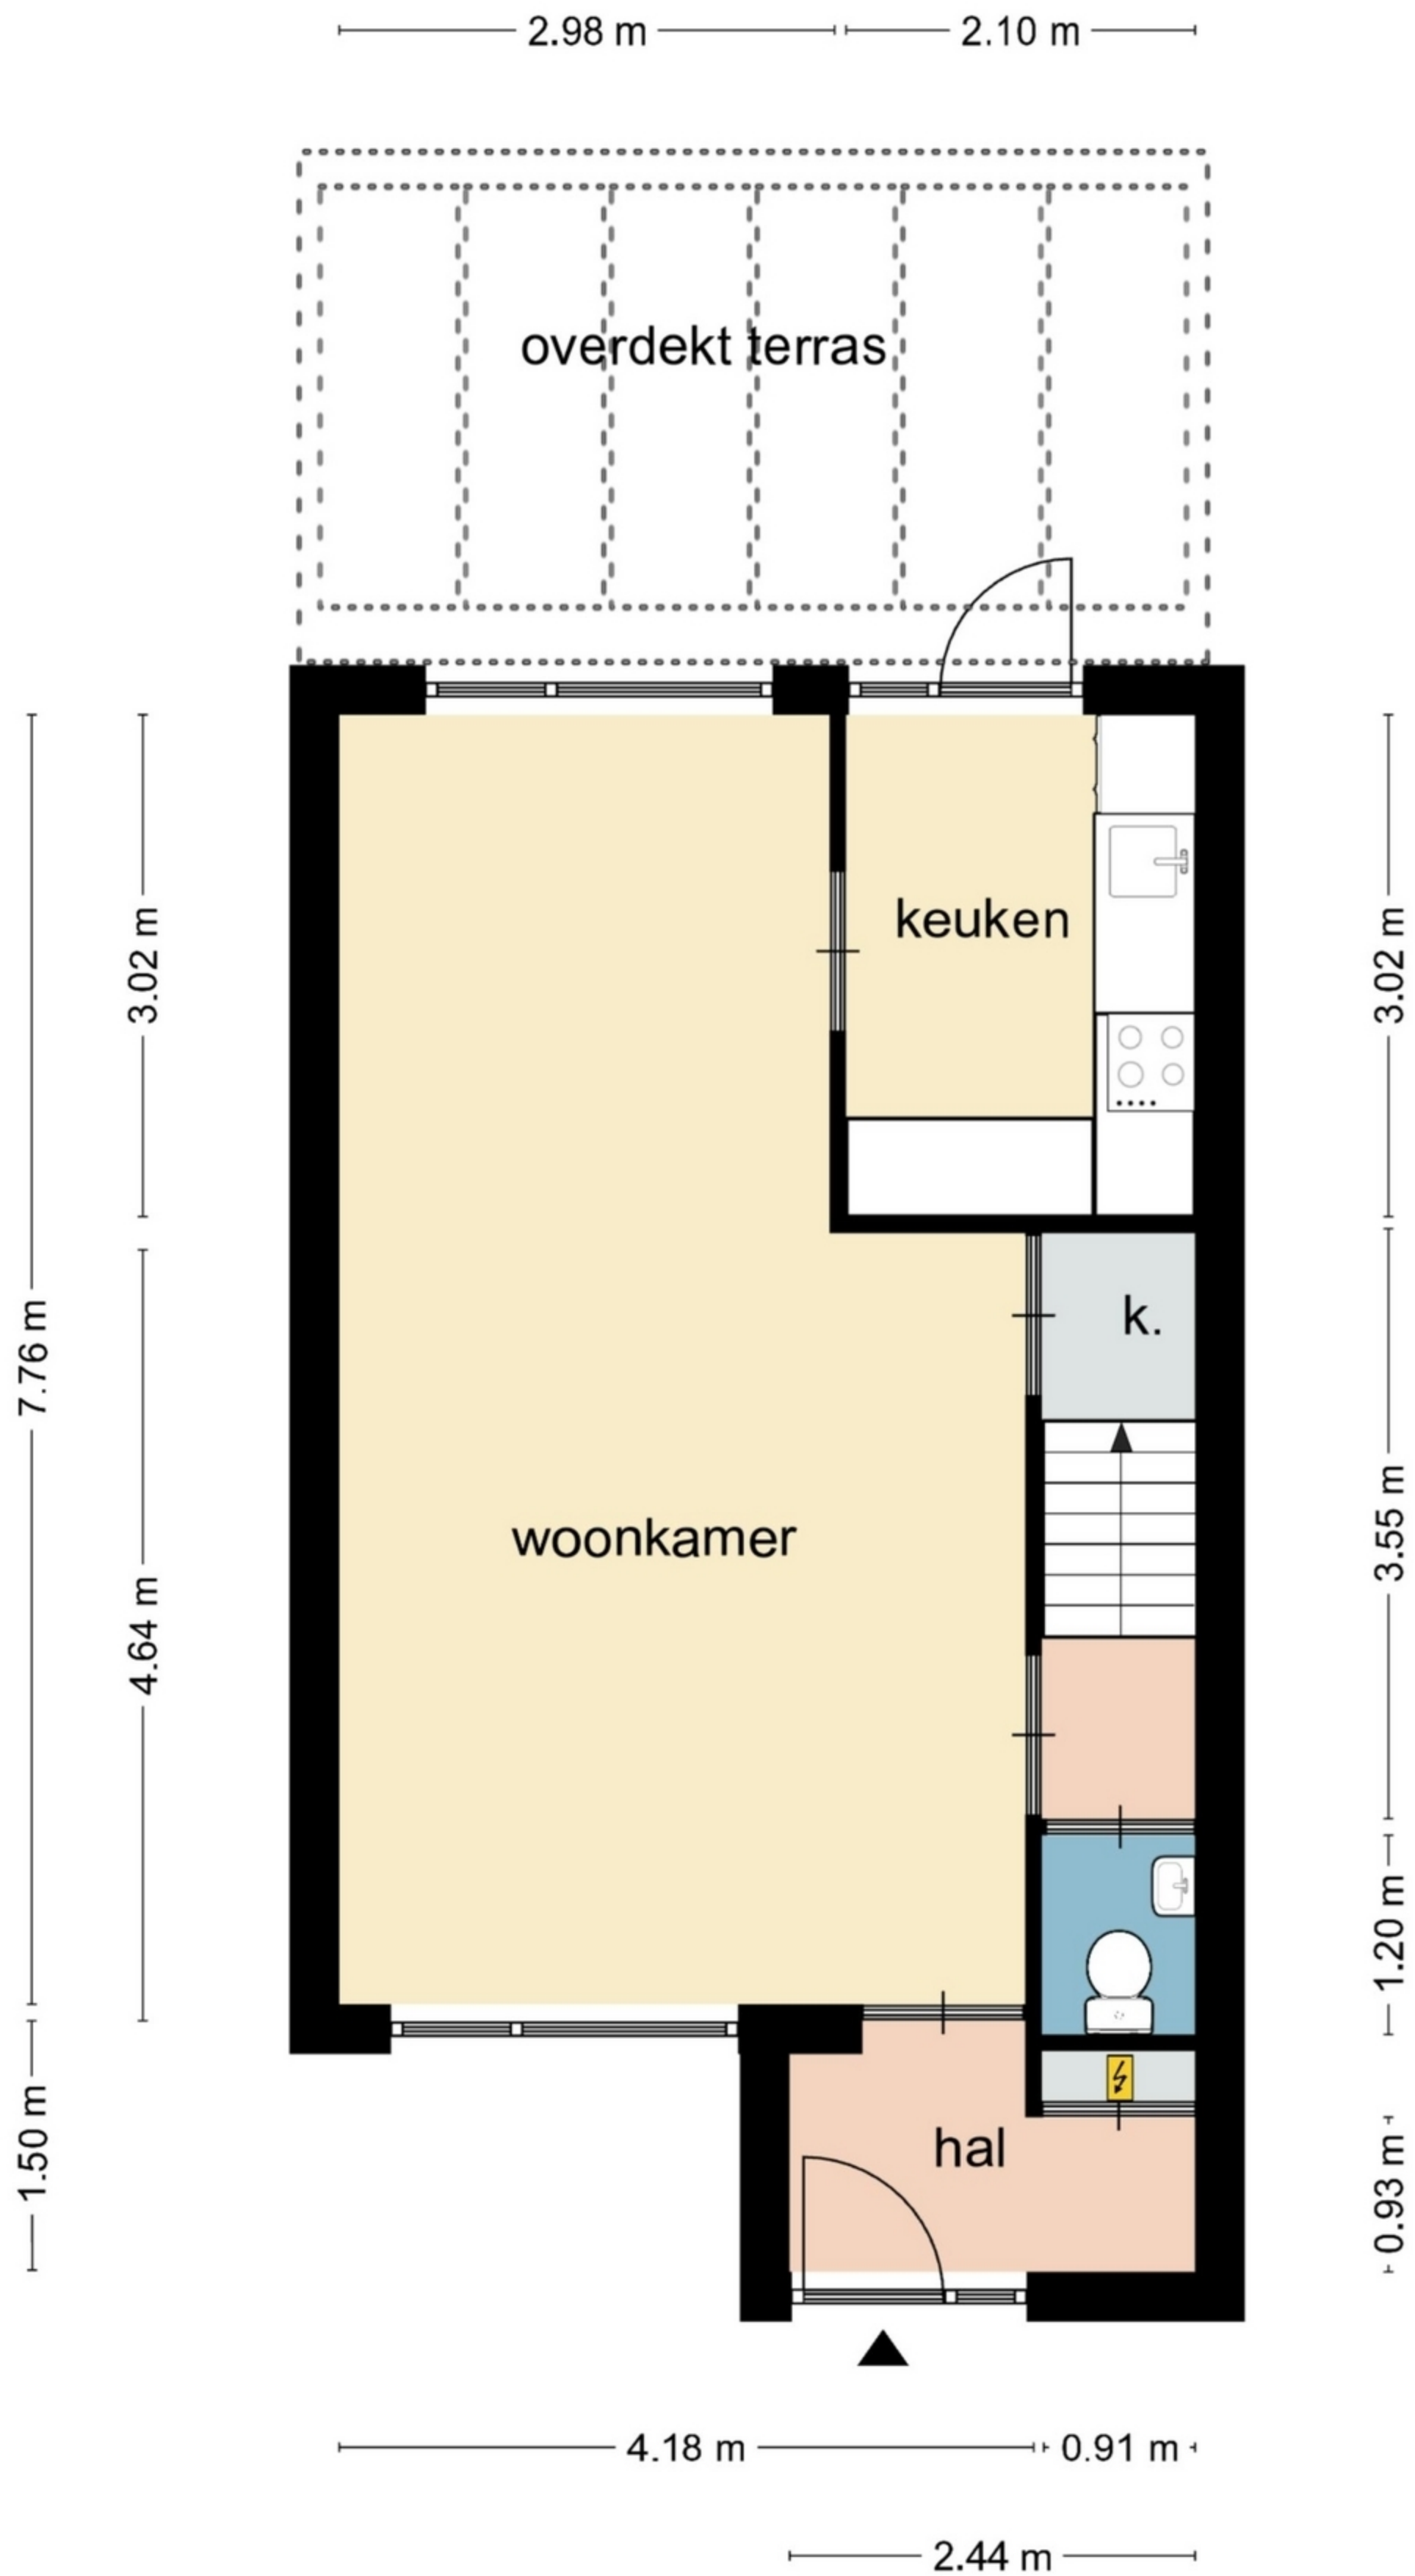 2.98 m
2.10 m
overdekt terras
keuken
3.02 m
3.02 m
k.
7.76 m
woonkamer
3.55 m
4.64 m
1.20 m
hal
1.50 m
0.93 m
4.18 m
0.91 m
2.44 m